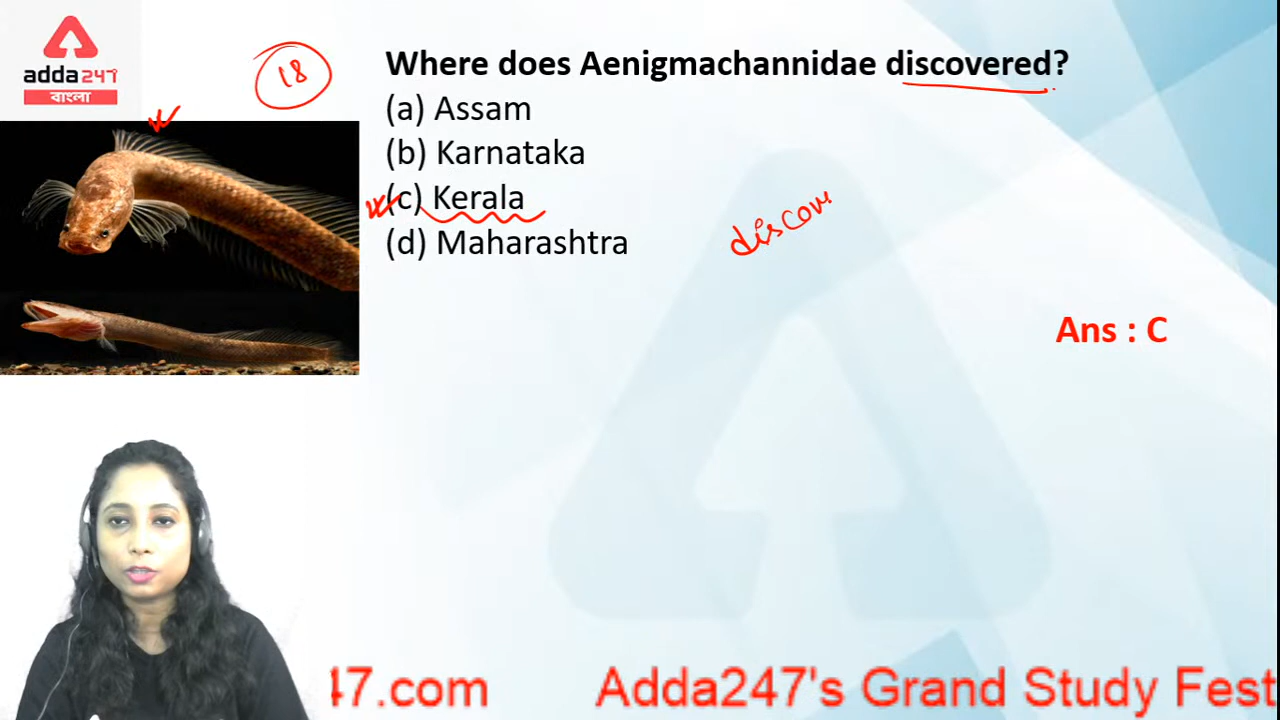 adda247
বাংলা
18
Where does Aenigmachannidae discovered?
(a) Assam
(b) Karnataka
(c) Kerala
(d) Maharashtra
discov
Ans : C
47.com
Adda247's Grand Study Fest